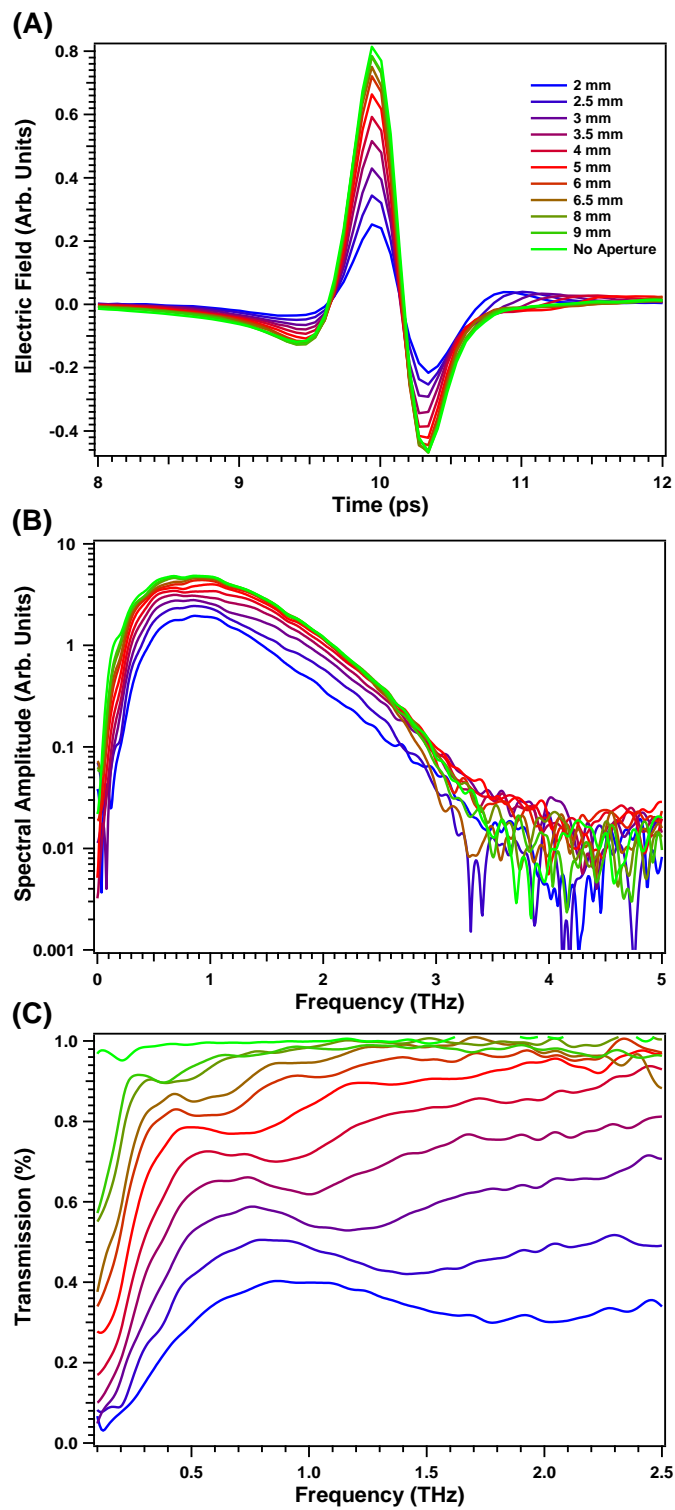 (A)
0.8
0.6
0.4
0.2
0.0
-0.2
-0.4
Electric Field (Arb. Units)
2 mm
2.5 mm
3 mm
3.5 mm
4 mm
5 mm
6 mm
6.5 mm
8 mm
9 mm
No Aperture
8 9 10 11 12
Time (ps)
(B)
10
1
0.1
0.01
0.001
Spectral Amplitude (Arb. Units)
0 1 2 3 4 5
Frequency (THz)
(C)
1.0
0.8
0.6
0.4
0.2
0.0
Transmission (%)
0.5 1.0 1.5 2.0 2.5
Frequency (THz)